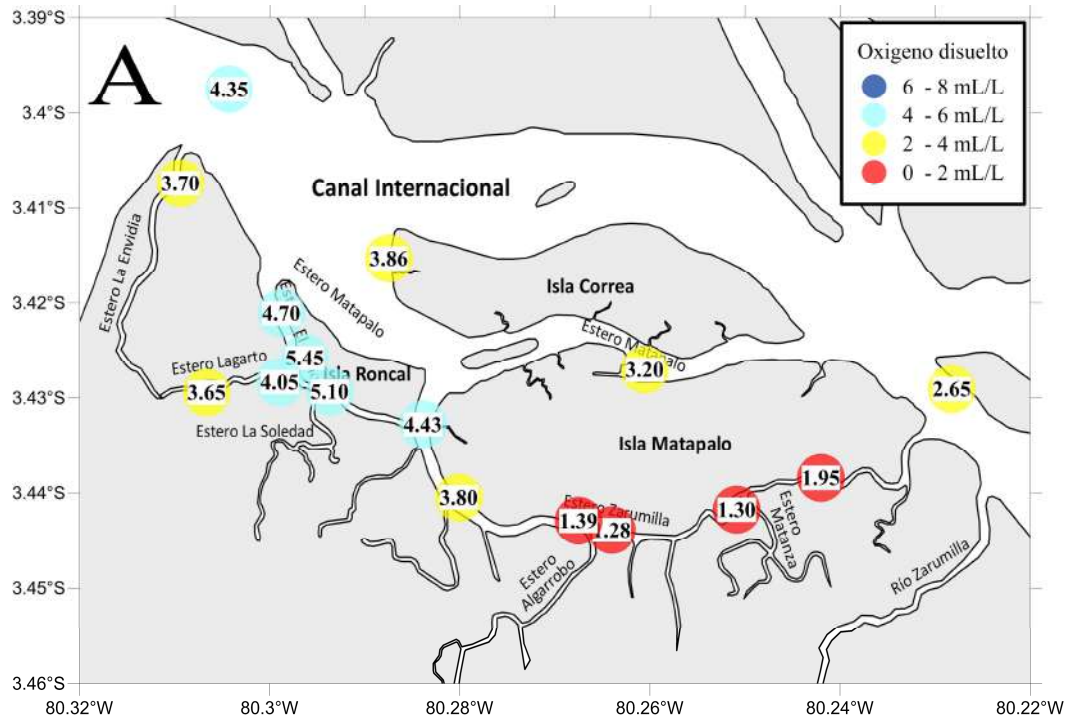 3.39°S
A
4.35
Oxigeno disuelto
6 - 8 mL/L
4 - 6 mL/L
2 - 4 mL/L
0 - 2 mL/L
3.4°S
3.70
Canal Internacional
3.41°S
Estero La Envidia
3.86
Estero Matapalo
Isla Correa
3.42°S
4.70
El
Estero Matapalo
5.45
Estero Lagarto
Isla Roncal
3.20
4.05
5.10
3.65
2.65
3.43°S
4.43
Estero La Soledad
Isla Matapalo
3.44°S
3.80
1.95
Estero Zarumilla
1.39
1.28
1.30
Estero
Matanza
3.45°S
Estero
Algarrobo
Río Zarumilla
3.46°S
80.32°W
80.3°W
80.28°W
80.26°W
80.24°W
80.22°W